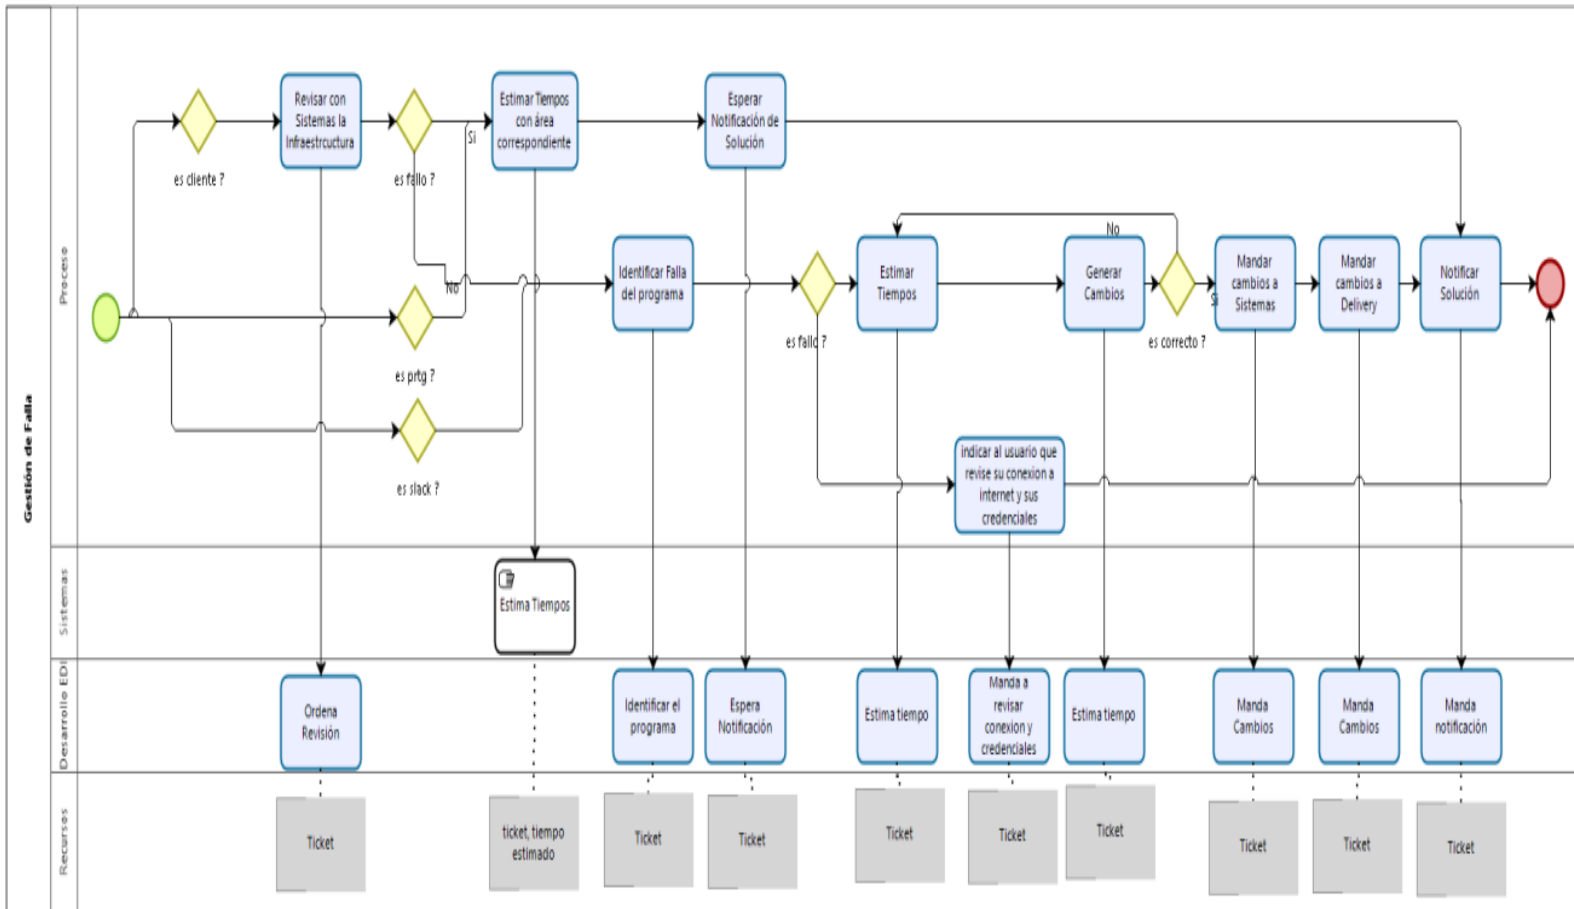 Gestión de Falla
Proceso
Revisar con
Sistemas la
Infraestrcuctura
Estimar Tiempos
con área
correspondiente
Esperar
Notificación de
Solución
es cliente ?
es fallo ?
Si
No
Identificar Falla
del programa
es fallo ?
Estimar
Tiempos
No
Generar
Cambios
es correcto ?
Si
Mandar
cambios a
Sistemas
Mandar
cambios a
Delivery
Notificar
Solución
es prtg ?
es slack ?
indicar al usuario que
revise su conexion a
internet y sus
credenciales
Sistemas
Estima Tiempos
Desarrollo EDI
Ordena
Revisión
Identificar el
programa
Espera
Notificación
Estima tiempo
Manda a
revisar
conexion y
credenciales
Estima tiempo
Manda
Cambios
Manda
Cambios
Manda
notificación
Recursos
Ticket
ticket, tiempo
estimado
Ticket
Ticket
Ticket
Ticket
Ticket
Ticket
Ticket
Ticket